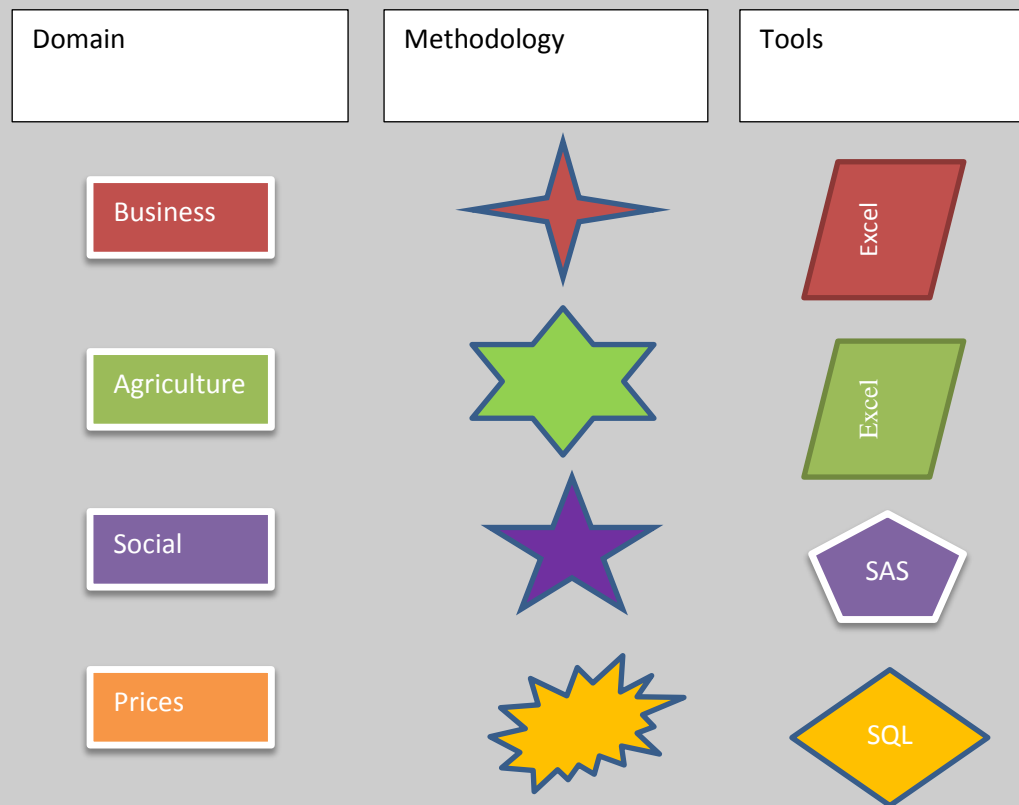 Domain
Methodology
Tools
Business
Excel
Agriculture
Excel
Social
SAS
Prices
SQL